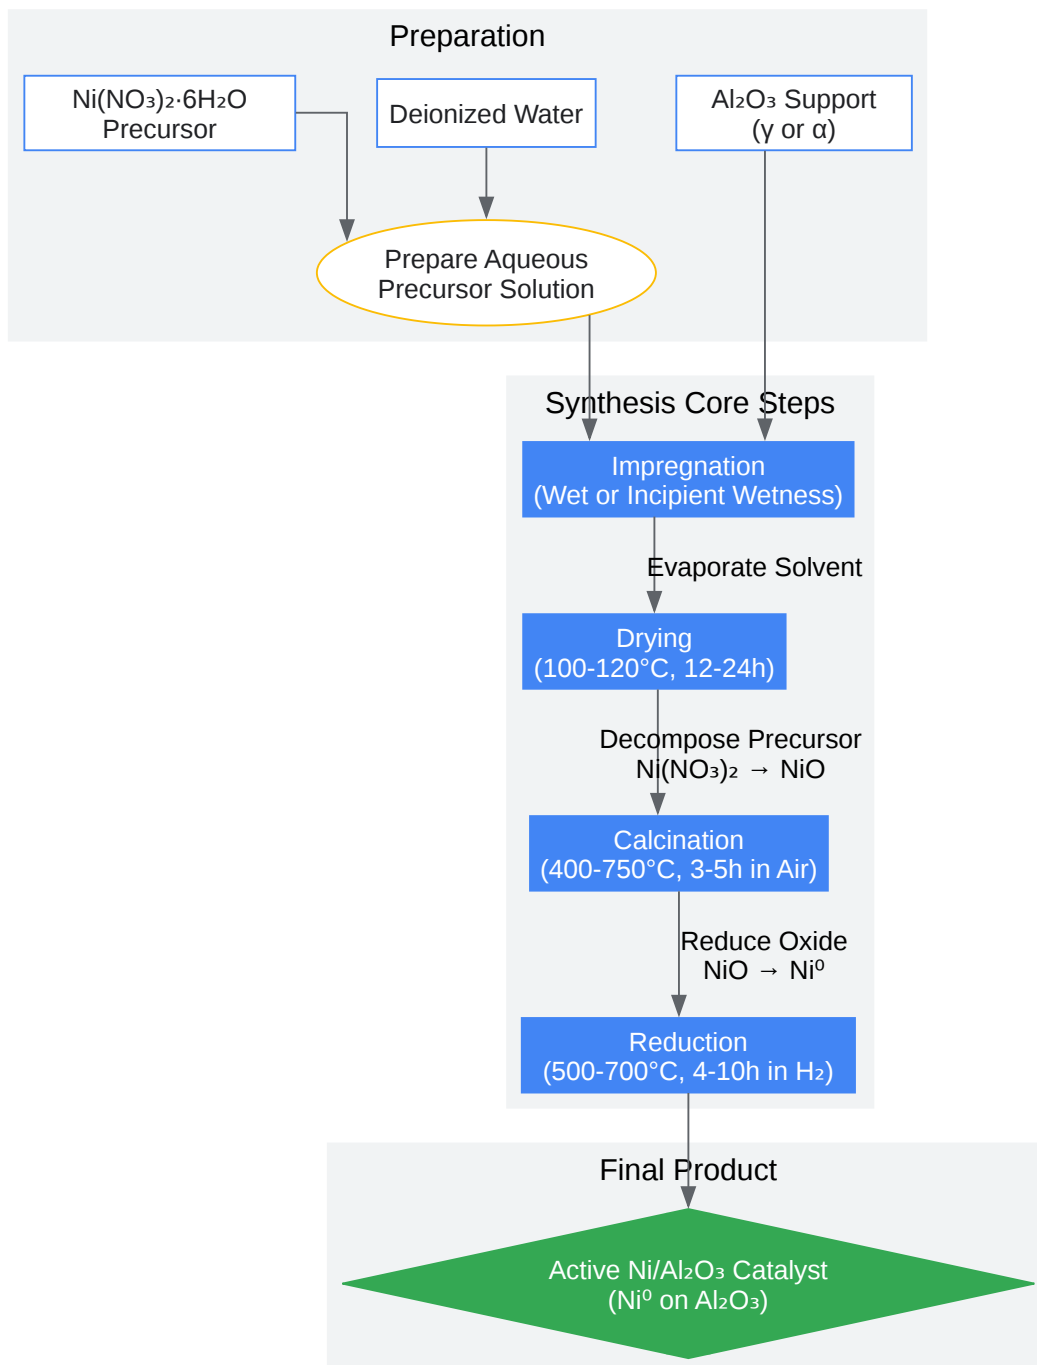 Preparation
Ni(NO₃)₂·6H₂O
Precursor
Deionized Water
Al₂O₃ Support
(γ or α)
Prepare Aqueous
Precursor Solution
Synthesis Core Steps
Impregnation
(Wet or Incipient Wetness)
Evaporate Solvent
Drying
(100-120°C, 12-24h)
Decompose Precursor
Ni(NO₃)₂ → NiO
Calcination
(400-750°C, 3-5h in Air)
Reduce Oxide
NiO → Ni⁰
Reduction
(500-700°C, 4-10h in H₂)
Final Product
Active Ni/Al₂O₃ Catalyst
(Ni⁰ on Al₂O₃)